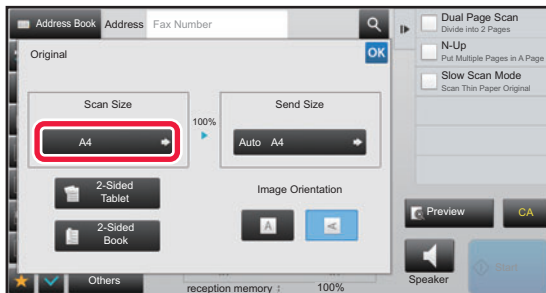 Address Book
Address
Fax Number
Original
OK
Scan Size
Send Size
100%
A4
Auto A4
2-Sided
Tablet
2-Sided
Book
Image Orientation
A
A
Others
reception memory :
100%
Dual Page Scan
Divide into 2 Pages
N-Up
Put Multiple Pages in A Page
Slow Scan Mode
Scan Thin Paper Original
Preview
CA
Speaker
Start